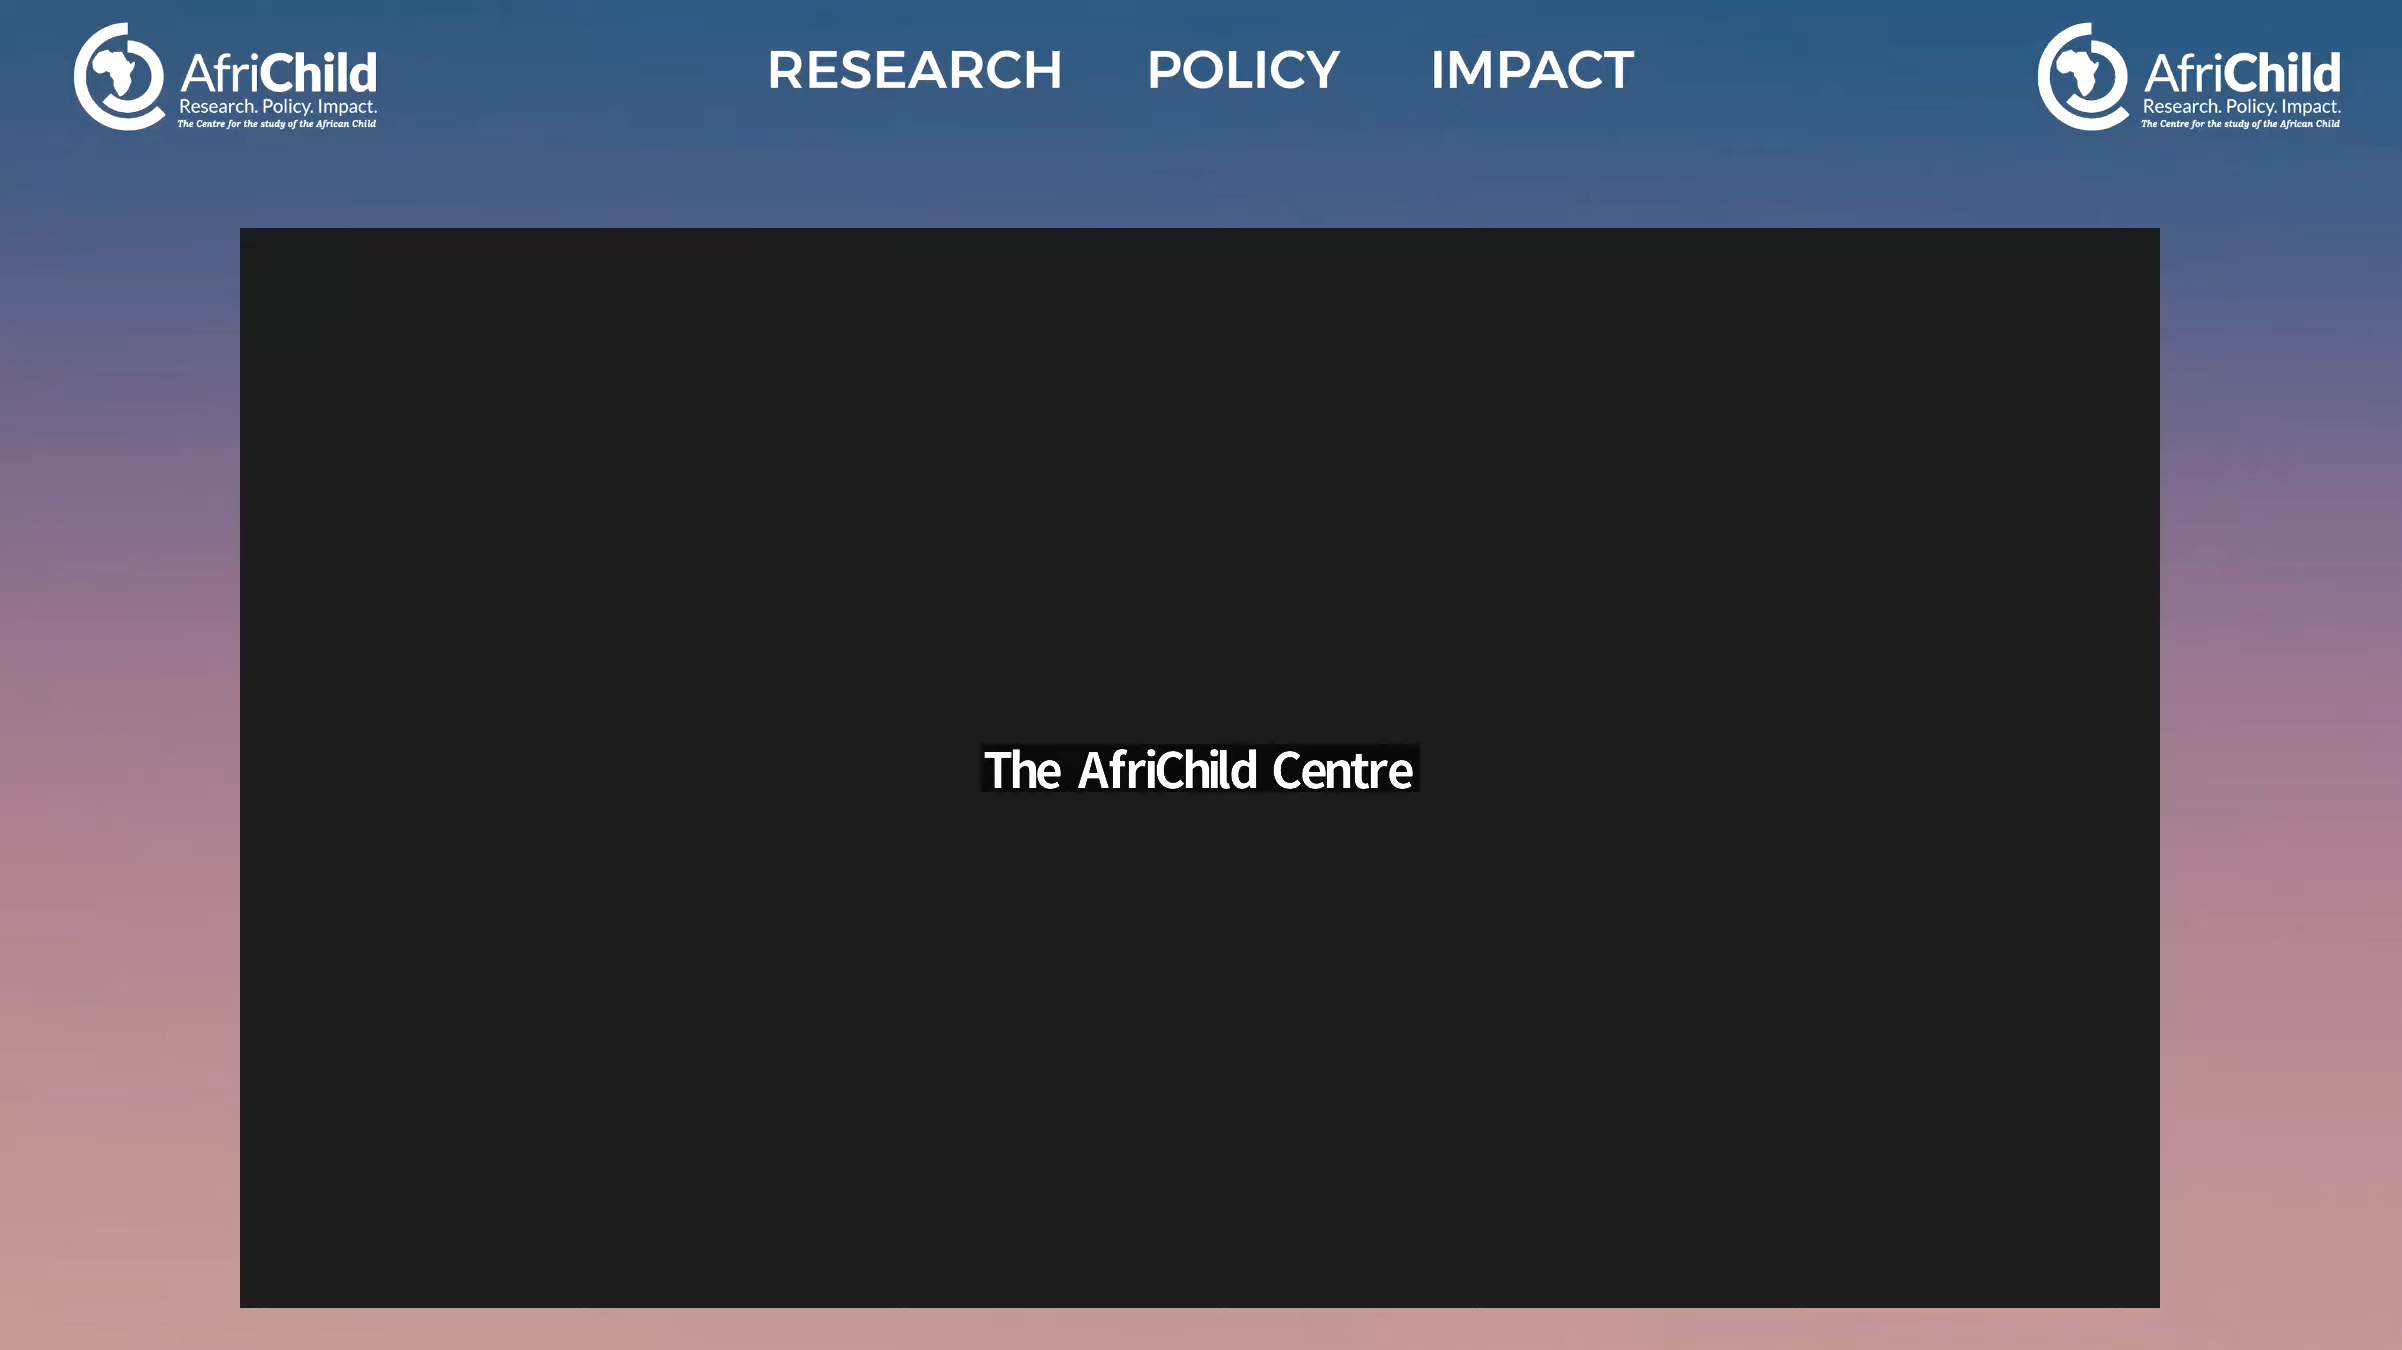 AfriChild
Research. Policy. Impact.
The Centre for the study of the African Child
RESEARCH POLICY IMPACT
AfriChild
Research. Policy. Impact.
The Centre for the study of the African Child
The AfriChild Centre